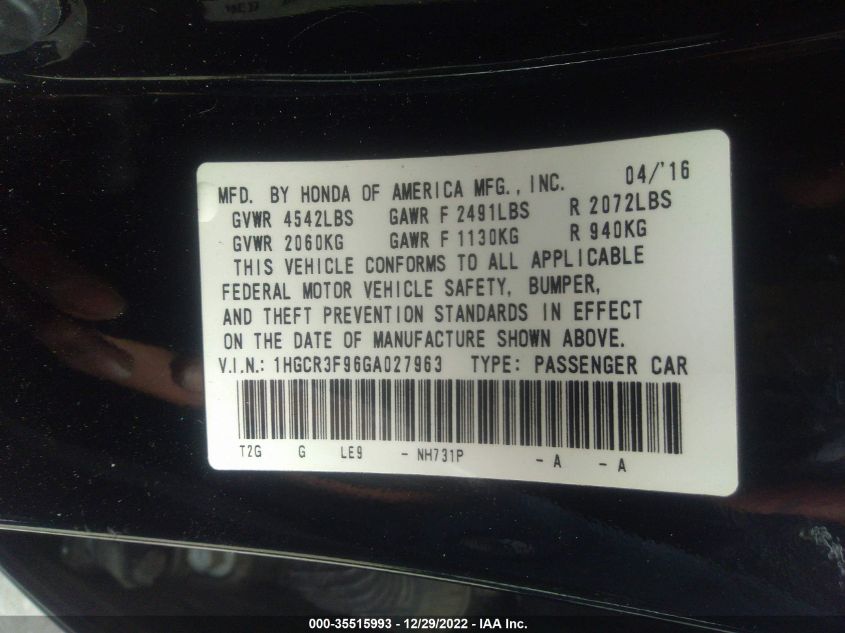 MFD. BY HONDA OF AMERICA MFG., INC. 04/'16
GVWR 4542LBS GAWR F 2491LBS R 2072LBS
GVWR 2060KG GAWR F 1130KG R 940KG
THIS VEHICLE CONFORMS TO ALL APPLICABLE
FEDERAL MOTOR VEHICLE SAFETY, BUMPER,
AND THEFT PREVENTION STANDARDS IN EFFECT
ON THE DATE OF MANUFACTURE SHOWN ABOVE.
V.I.N.: 1HGCR3F96GA027963 TYPE: PASSENGER CAR
T2G G LE9 - NH731P - A - A
000-35515993 - 12/29/2022 - IAA Inc.